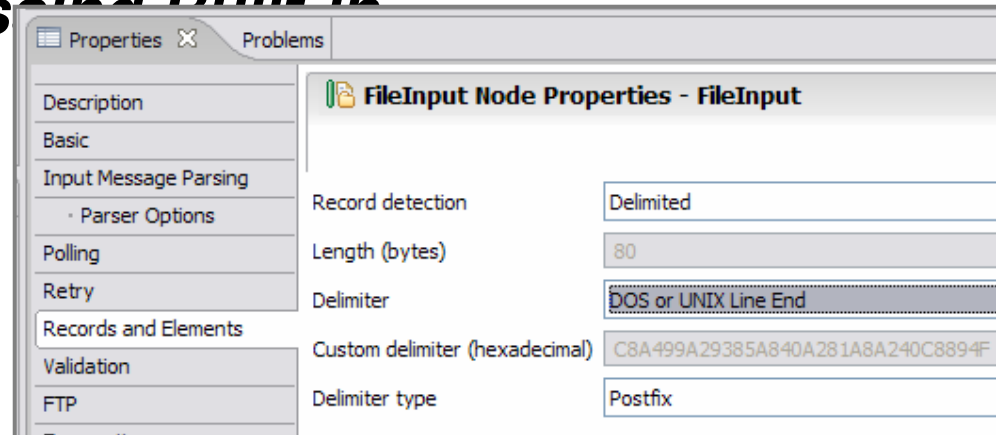 Properties Problems
FileInput Node Properties - FileInput
Description
Basic
Input Message Parsing
· Parser Options
Polling
Retry
Records and Elements
Validation
FTP
Record detection Delimited
Length (bytes) 80
Delimiter DOS or UNIX Line End
Custom delimiter (hexadecimal) C8A499A29385A840A281A8A240C8894F
Delimiter type Postfix